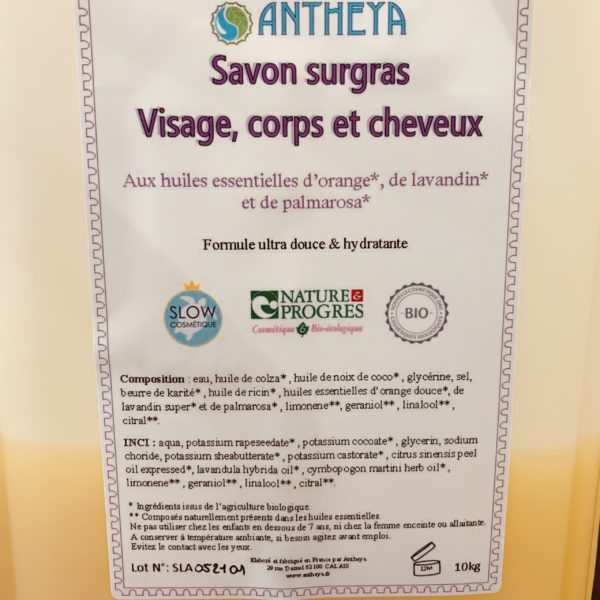 ANTHEYA
Savon surgras
Visage, corps et cheveux
Aux huiles essentielles d'orange*, de lavandin*
et de palmarosa*
Formule ultra douce & hydratante
SLOW
COSMÉTIQUE
NATURE &
PROGRES
Cosmétique & Bio-écologique
BIO
Composition : eau, huile de colza* , huile de noix de coco* , glycérine, sel,
beurre de karité* , huile de ricin* , huiles essentielles d'orange douce*, de
lavandin super* et de palmarosa* , limonene** , geraniol** , linalool** ,
citral**.
INCI : aqua, potassium rapeseedate* , potassium cocoate* , glycerin, sodium
choride, potassium sheabutterate* , potassium castorate* , citrus sinensis peel
oil expressed* , lavandula hybrida oil* , cymbopogon martini herb oil* ,
limonene** , geraniol** , linalool** , citral**.
* Ingrédients issus de l'agriculture biologique.
** Composés naturellement présents dans les huiles essentielles.
Ne pas utiliser chez les enfants en dessous de 7 ans, ni chez la femme enceinte ou allaitante.
A conserver à température ambiante, si besoin agitez avant emploi.
Evitez le contact avec les yeux.
Lot N°: SLA052101
Elaboré et fabriqué en France par Antheya
29 rue Darnel 62100 CALAIS
www.antheya.fr
12M
10kg